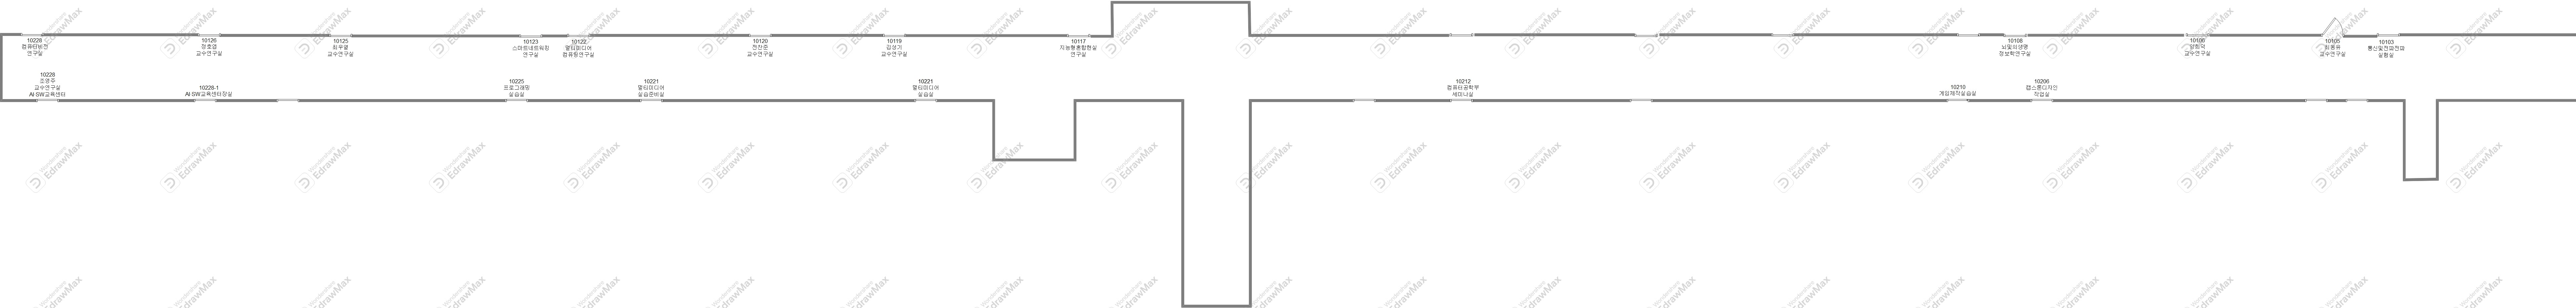 10228
컴퓨터비전
연구실
10126
정호엽
교수연구실
10125
최우열
교수연구실
10123
스마트네트워킹
연구실
10122
멀티미디어
컴퓨팅연구실
10120
전찬준
교수연구실
10119
김성기
교수연구실
10117
지능형혼합현실
연구실
10108
뇌및뇌생명
정보학연구실
10106
양희덕
교수연구실
10105
교수연구실
10103
통신및전파전파
실험실
10228
조영주
교수연구실
AI·SW교육센터
10228-1
AI·SW교육센터장실
10225
프로그래밍
실습실
10221
멀티미디어
실습준비실
10221
멀티미디어
실습실
10212
컴퓨터공학부
세미나실
10210
게임제작실습실
10206
캡스톤디자인
작업실
Wondershare
EdrawMax